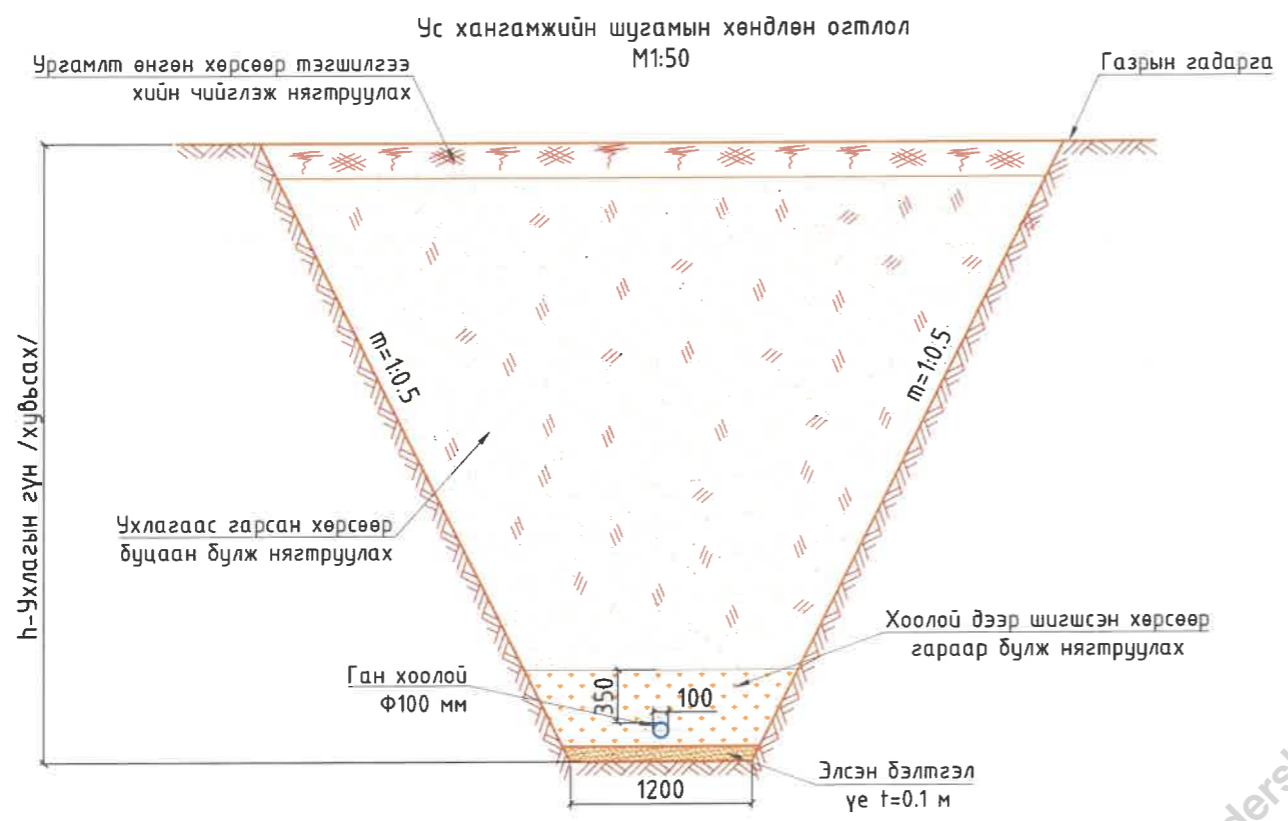 Ус хангамжийн шугамын хөндлөн огтлол
М1:50
Ургамлт өнгөн хөрсөөр тэгшилгээ
хийн чийглэж нягтруулах
Газрын гадарга
m=1:0.5
m=1:0.5
h-Ухлагын гүн /хувьсах/
Ухлагаас гарсан хөрсөөр
буцаан булж нягтруулах
Хоолой дээр шигшсэн хөрсөөр
гараар булж нягтруулах
Ган хоолой
Ф100 мм
350
100
1200
Элсэн бэлтгэл
үе t=0.1 м